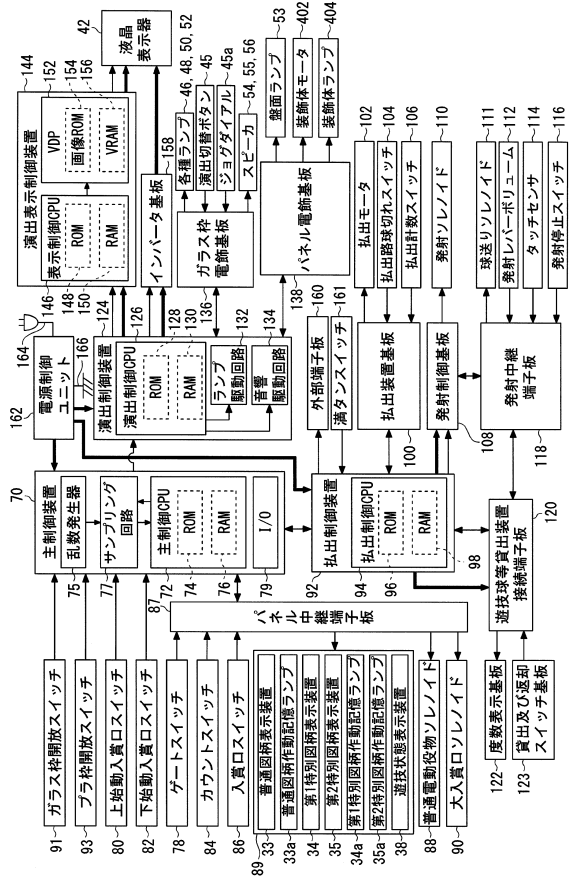 91 ガラス枠開放スイッチ
93 プラ枠開放スイッチ
80 上始動入賞口スイッチ
82 下始動入賞口スイッチ
78 ゲートスイッチ
84 カウントスイッチ
86 入賞口スイッチ
89
33 普通図柄表示装置
33a 普通図柄作動記憶ランプ
34 第1特別図柄表示装置
35 第2特別図柄表示装置
34a 第1特別図柄作動記憶ランプ
35a 第2特別図柄作動記憶ランプ
38 遊技状態表示装置
88 普通電動役物ソレノイド
90 大入賞口ソレノイド
122 度数表示基板
123 貸出及び返却
スイッチ基板
70 主制御装置
75 乱数発生器
77 サンプリング
回路
72 主制御CPU
74 ROM
76 RAM
79 I/O
87 パネル中継端子板
92 払出制御装置
94 払出制御CPU
96 ROM
98 RAM
遊技球等貸出装置
接続端子板 120
162 電源制御
ユニット
164
166
124 演出制御装置
126 演出制御CPU
128 ROM
130 RAM
ランプ
駆動回路 132
音響
駆動回路 134
160 外部端子板
161 満タンスイッチ
100 払出装置基板
108 発射制御基板
118 発射中継
端子板
144 演出表示制御装置
146 表示制御CPU
148 ROM
150 RAM
152 VDP
154 画像ROM
156 VRAM
158 インバータ基板
42 液晶
表示器
136 ガラス枠
電飾基板
138 パネル電飾基板
各種ランプ 46, 48, 50, 52
演出切替ボタン 45
ジョグダイアル 45a
スピーカ 54, 55, 56
盤面ランプ 53
装飾体モータ 402
装飾体ランプ 404
払出モータ 102
払出路球切れスイッチ 104
払出計数スイッチ 106
発射ソレノイド 110
球送りソレノイド 111
発射レバーボリューム 112
タッチセンサ 114
発射停止スイッチ 116